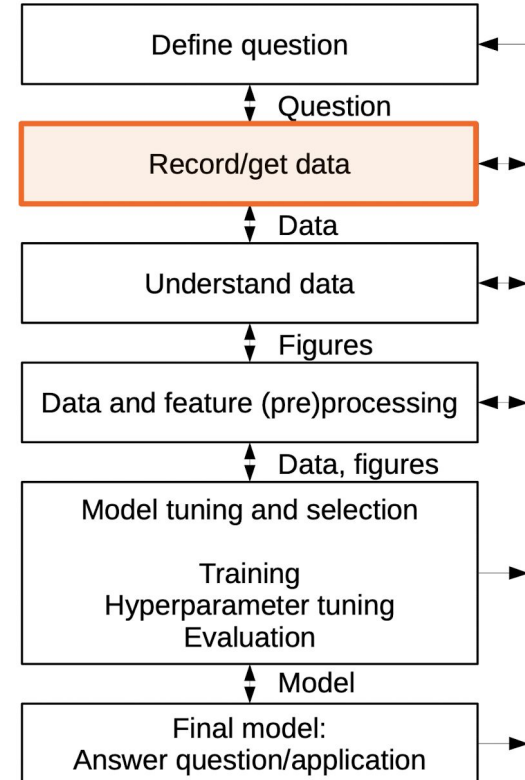 Define question
Question
Record/get data
Data
Understand data
Figures
Data and feature (pre)processing
Data, figures
Model tuning and selection
Training
Hyperparameter tuning
Evaluation
Model
Final model:
Answer question/application